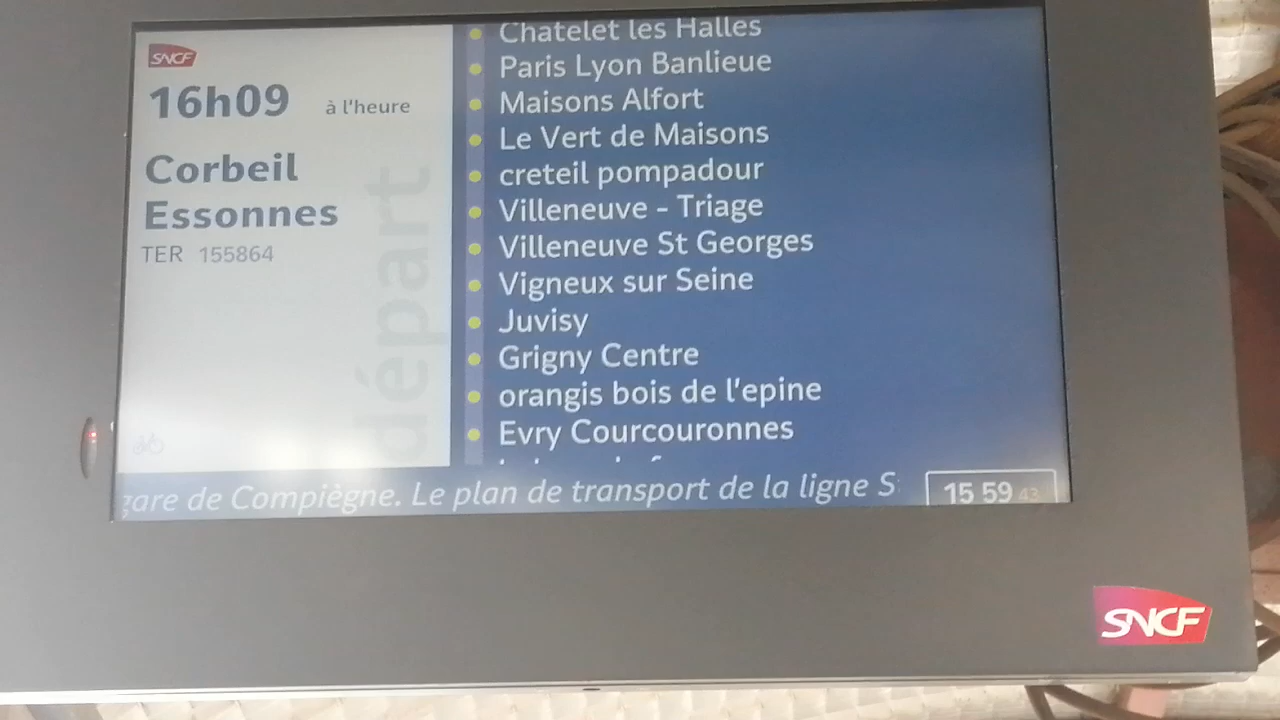 SNCF
16h09 à l'heure
Corbeil
Essonnes
TER 155864
départ
Chatelet les Halles
Paris Lyon Banlieue
Maisons Alfort
Le Vert de Maisons
creteil pompadour
Villeneuve - Triage
Villeneuve St Georges
Vigneux sur Seine
Juvisy
Grigny Centre
orangis bois de l'epine
Evry Courcouronnes
gare de Compiègne. Le plan de transport de la ligne S
15 59 43
SNCF